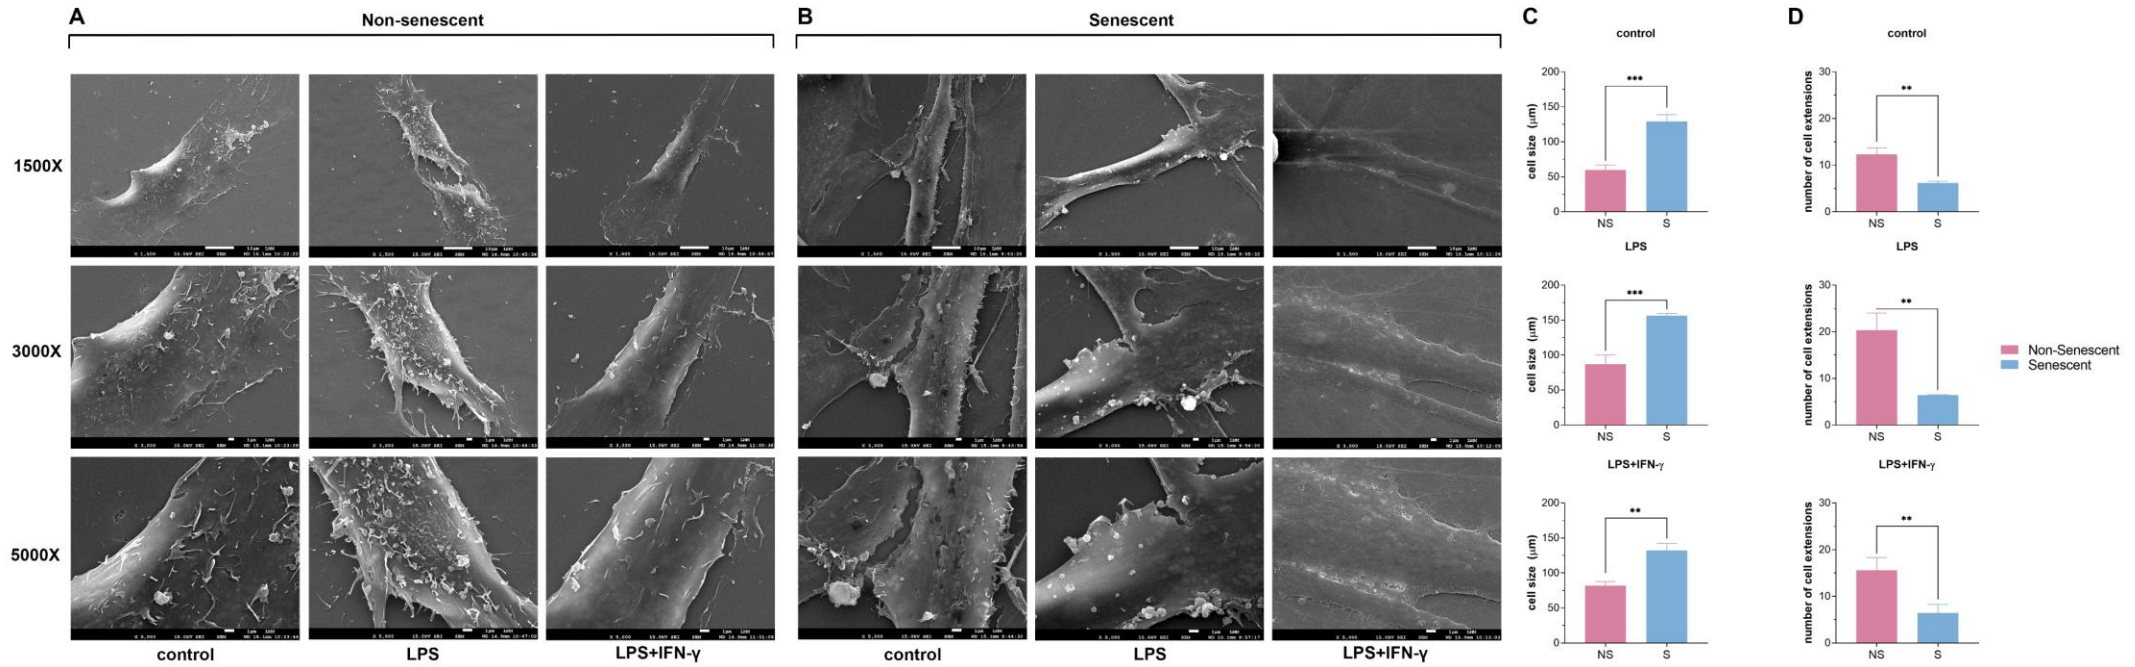 A
Non-senescent
B
Senescent
C
D
1500X
3000X
5000X
control
LPS
LPS+IFN-γ
control
LPS
LPS+IFN-γ
control
200
150
100
50
0
cell size (μm)
***
NS
S
LPS
200
150
100
50
0
cell size (μm)
***
NS
S
LPS+IFN-γ
200
150
100
50
0
cell size (μm)
**
NS
S
control
30
20
10
0
number of cell extensions
**
NS
S
LPS
30
20
10
0
number of cell extensions
**
NS
S
LPS+IFN-γ
30
20
10
0
number of cell extensions
**
NS
S
Non-Senescent
Senescent